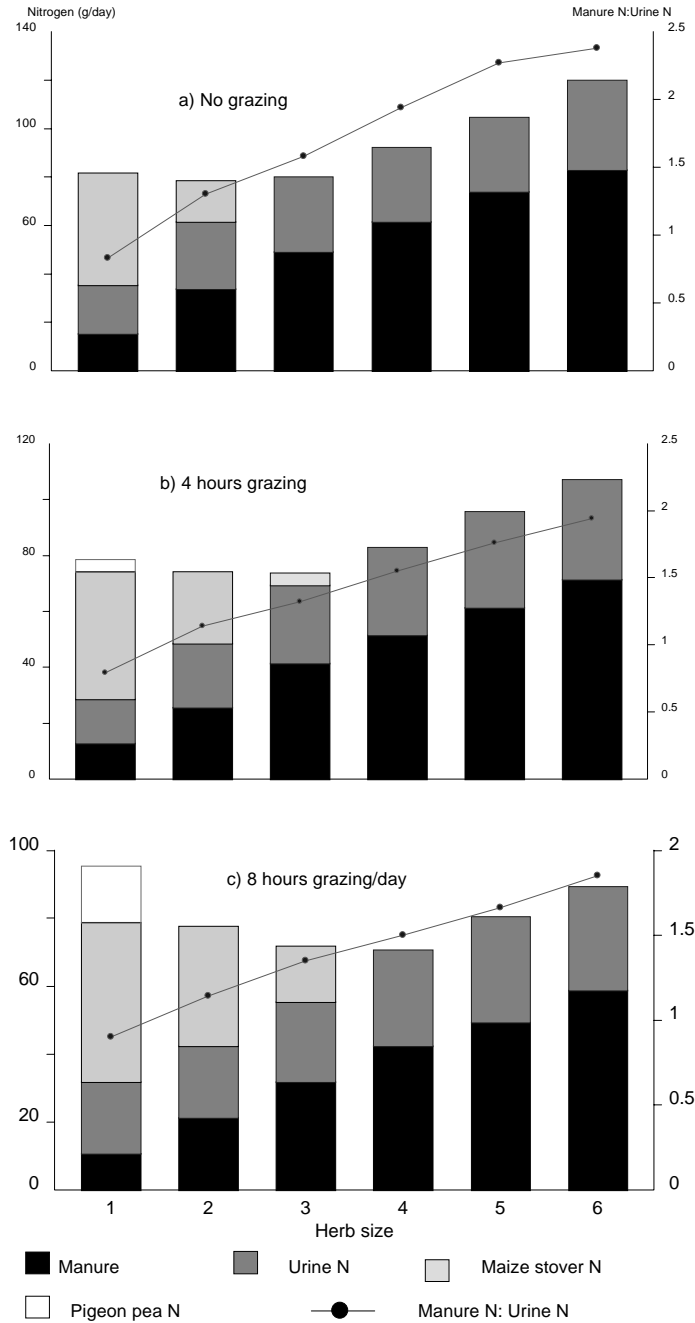 Nitrogen (g/day) Manure N:Urine N
140 2.5
a) No grazing
2
100
1.5
60 1
0.5
0 0
120 2.5
b) 4 hours grazing
2
80
1.5
1
40
0.5
0 0
100 2
c) 8 hours grazing/day
1.5
60
1
20 0.5
0 0
1 2 3 4 5 6
Herb size
Manure Urine N Maize stover N
Pigeon pea N Manure N: Urine N